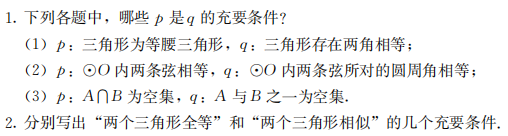 1. 下列各题中，哪些 p 是 q 的充要条件？
（1）p：三角形为等腰三角形，q：三角形存在两角相等；
（2）p：⊙O 内两条弦相等，q：⊙O 内两条弦所对的圆周角相等；
（3）p：A∩B 为空集，q：A 与 B 之一为空集.
2. 分别写出“两个三角形全等”和“两个三角形相似”的几个充要条件.